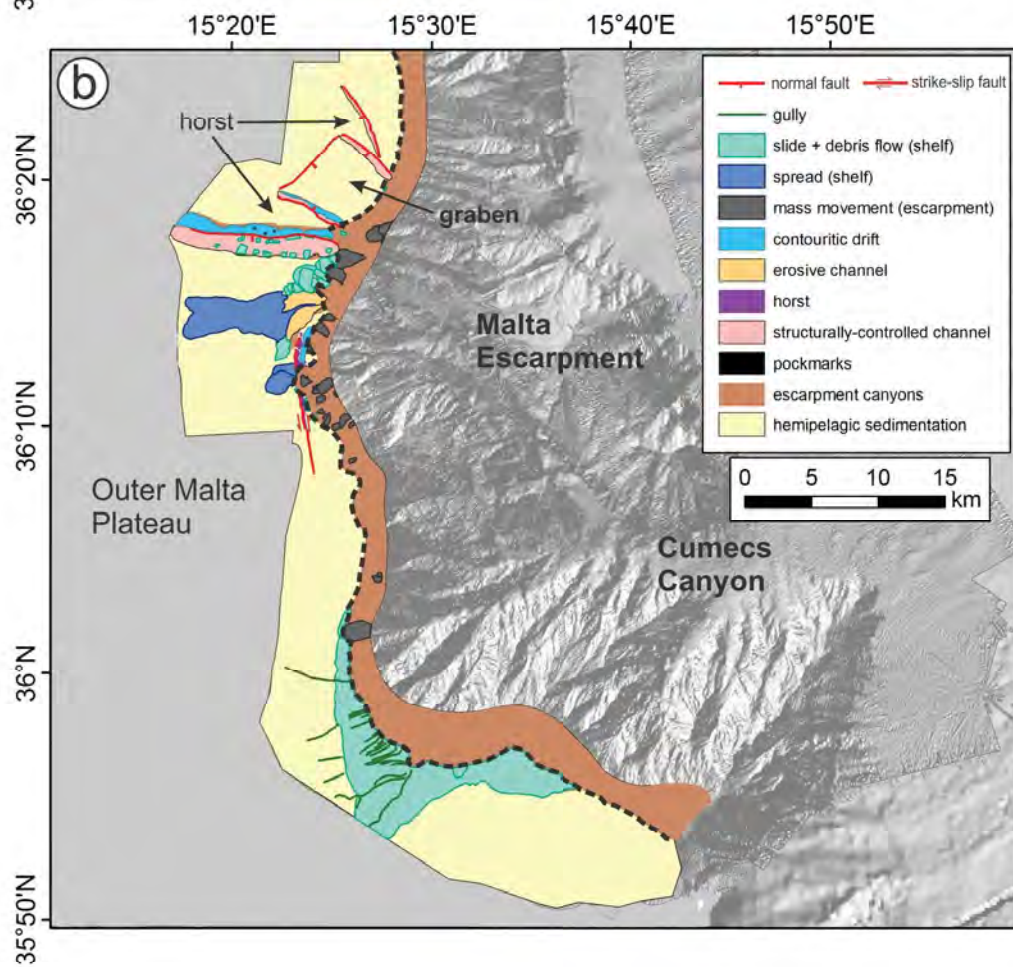 15°20'E 15°30'E 15°40'E 15°50'E
b
horst
graben
36°20'N
36°10'N
36°N
35°50'N
Malta
Escarpment
Outer Malta
Plateau
Cumecs
Canyon
normal fault strike-slip fault
gully
slide + debris flow (shelf)
spread (shelf)
mass movement (escarpment)
contouritic drift
erosive channel
horst
structurally-controlled channel
pockmarks
escarpment canyons
hemipelagic sedimentation
0 5 10 15
km